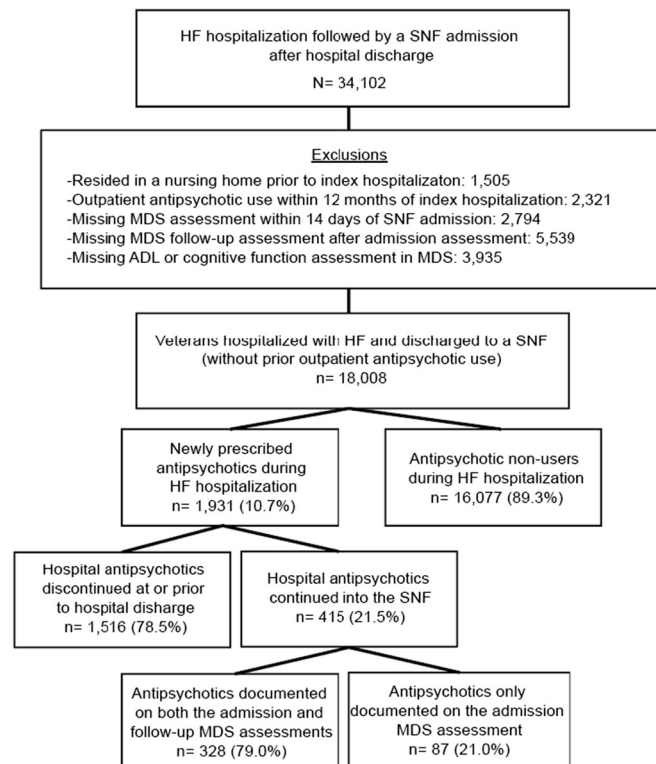 HF hospitalization followed by a SNF admission
after hospital discharge
N= 34,102
Exclusions
-Resided in a nursing home prior to index hospitalizaton: 1,505
-Outpatient antipsychotic use within 12 months of index hospitalization: 2,321
-Missing MDS assessment within 14 days of SNF admission: 2,794
-Missing MDS follow-up assessment after admission assessment: 5,539
-Missing ADL or cognitive function assessment in MDS: 3,935
Veterans hospitalized with HF and discharged to a SNF
(without prior outpatient antipsychotic use)
n= 18,008
Newly prescribed
antipsychotics during
HF hospitalization
n= 1,931 (10.7%)
Antipsychotic non-users
during HF hospitalization
n= 16,077 (89.3%)
Hospital antipsychotics
discontinued at or prior
to hospital disharge
n= 1,516 (78.5%)
Hospital antipsychotics
continued into the SNF
n= 415 (21.5%)
Antipsychotics documented
on both the admission and
follow-up MDS assessments
n= 328 (79.0%)
Antipsychotics only
documented on the admission
MDS assessment
n= 87 (21.0%)